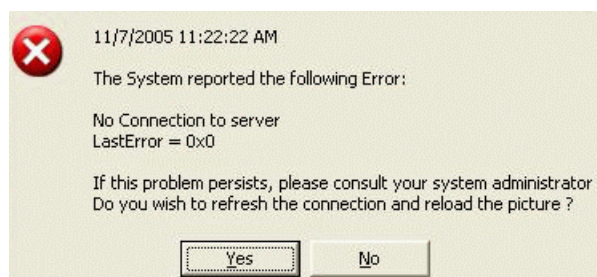 11/7/2005 11:22:22 AM
The System reported the following Error:
No Connection to server
LastError = 0x0
If this problem persists, please consult your system administrator
Do you wish to refresh the connection and reload the picture ?
Yes
No